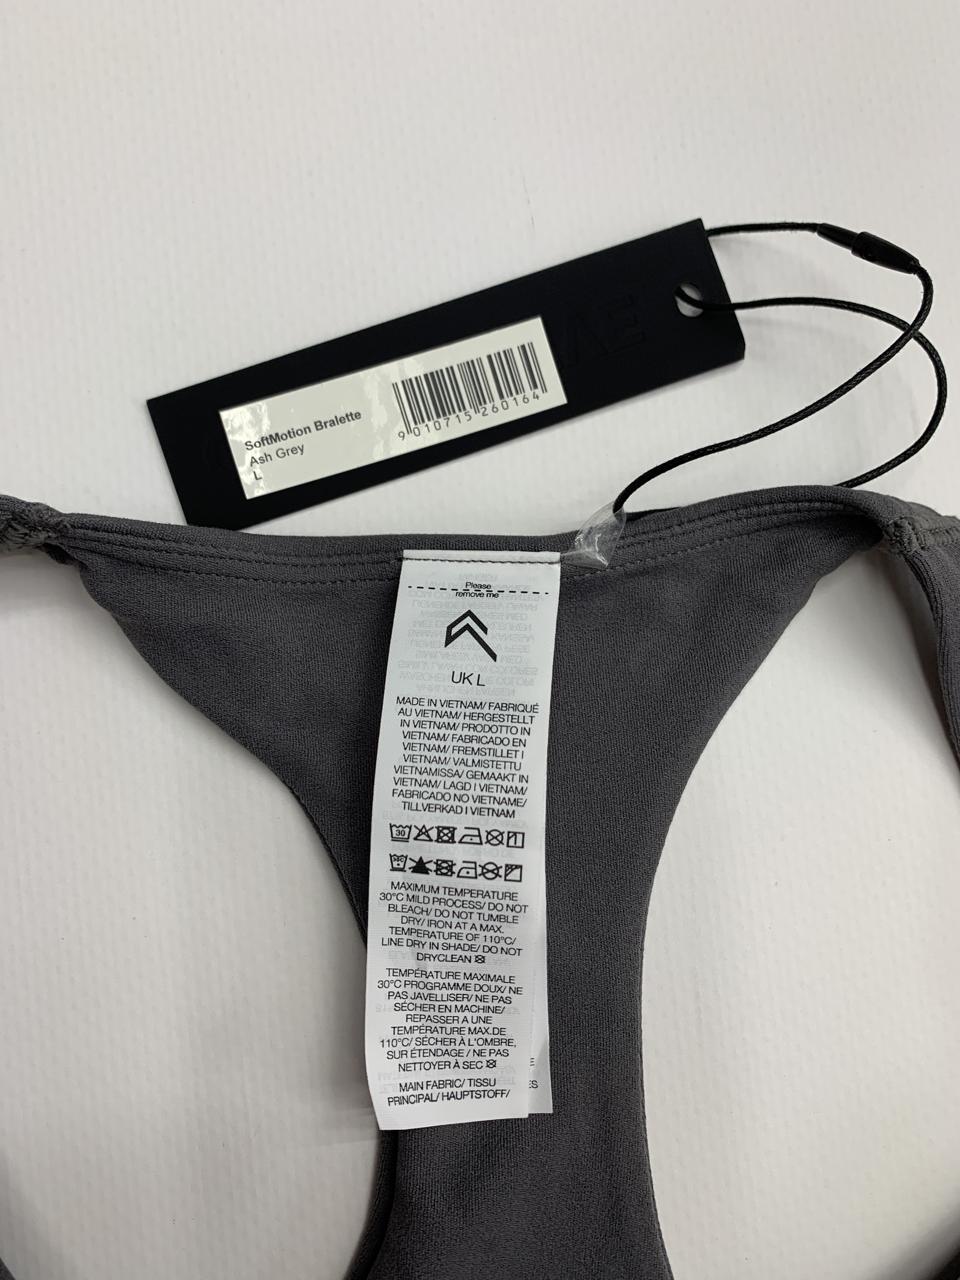 SoftMotion Bralette
Ash Grey
L
9 010715 260164
Please
remove me
UK L
MADE IN VIETNAM/ FABRIQUÉ
AU VIETNAM/ HERGESTELLT
IN VIETNAM/ PRODOTTO IN
VIETNAM/ FABRICADO EN
VIETNAM/ FREMSTILLET I
VIETNAM/ VALMISTETTU
VIETNAMISSA/ GEMAAKT IN
VIETNAM/ LAGD I VIETNAM/
FABRICADO NO VIETNAME/
TILLVERKAD I VIETNAM
30
MAXIMUM TEMPERATURE
30°C MILD PROCESS/ DO NOT
BLEACH/ DO NOT TUMBLE
DRY/ IRON AT A MAX.
TEMPERATURE OF 110°C/
LINE DRY IN SHADE/ DO NOT
DRYCLEAN
TEMPÉRATURE MAXIMALE
30°C PROGRAMME DOUX/ NE
PAS JAVELLISER/ NE PAS
SÉCHER EN MACHINE/
REPASSER A UNE
TEMPÉRATURE MAX.DE
110°C/ SÉCHER À L'OMBRE,
SUR ÉTENDAGE / NE PAS
NETTOYER À SEC
MAIN FABRIC/ TISSU
PRINCIPAL/ HAUPTSTOFF/